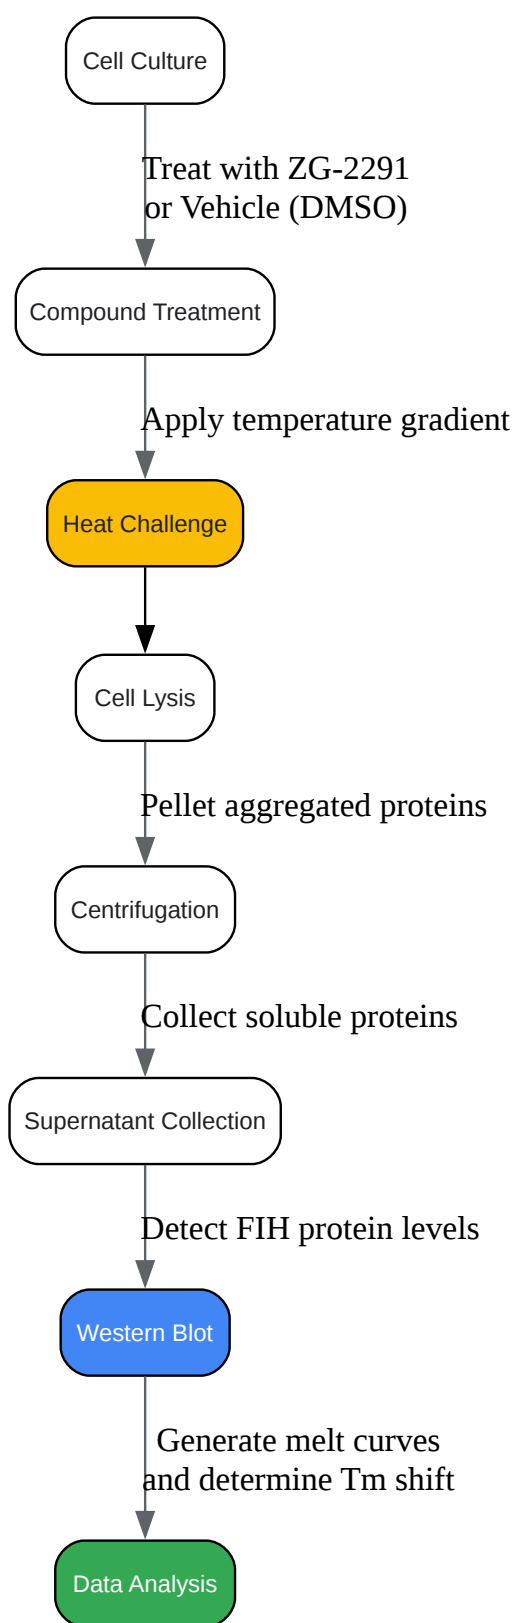 Cell Culture
Treat with ZG-2291
or Vehicle (DMSO)
Compound Treatment
Apply temperature gradient
Heat Challenge
Cell Lysis
Pellet aggregated proteins
Centrifugation
Collect soluble proteins
Supernatant Collection
Detect FIH protein levels
Western Blot
Generate melt curves
and determine Tm shift
Data Analysis